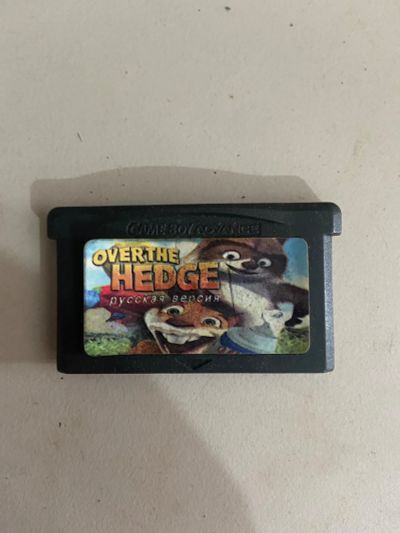 GAME BOY ADVANCE
OVER THE
HEDGE
русская версия